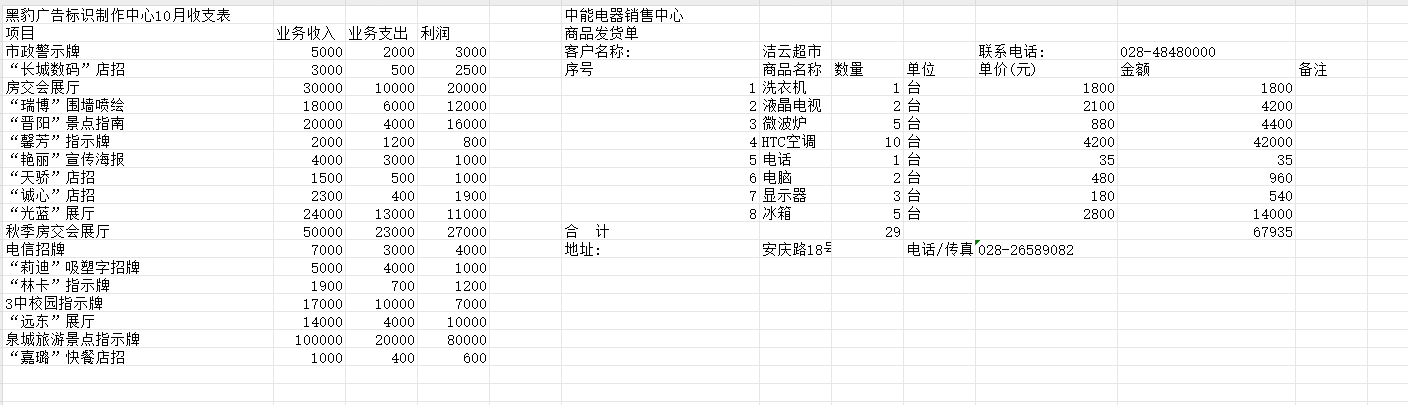 黑豹广告标识制作中心10月收支表 中能电器销售中心
项目 业务收入 业务支出 利润 商品发货单
市政警示牌 5000 2000 3000 客户名称: 洁云超市 联系电话: 028-48480000
“长城数码”店招 3000 500 2500 序号 商品名称 数量 单位 单价(元) 金额 备注
房交会展厅 30000 10000 20000 1 洗衣机 1 台 1800 1800
“瑞博”围墙喷绘 18000 6000 12000 2 液晶电视 2 台 2100 4200
“晋阳”景点指南 20000 4000 16000 3 微波炉 5 台 880 4400
“馨芳”指示牌 2000 1200 800 4 HTC空调 10 台 4200 42000
“艳丽”宣传海报 4000 3000 1000 5 电话 1 台 35 35
“天骄”店招 1500 500 1000 6 电脑 2 台 480 960
“诚心”店招 2300 400 1900 7 显示器 3 台 180 540
“光蓝”展厅 24000 13000 11000 8 冰箱 5 台 2800 14000
秋季房交会展厅 50000 23000 27000 合 计 29 67935
电信招牌 7000 3000 4000 地址: 安庆路18号 电话/传真 028-26589082
“莉迪”吸塑字招牌 5000 4000 1000
“林卡”指示牌 1900 700 1200
3中校园指示牌 17000 10000 7000
“远东”展厅 14000 4000 10000
泉城旅游景点指示牌 100000 20000 80000
“嘉璐”快餐店招 1000 400 600